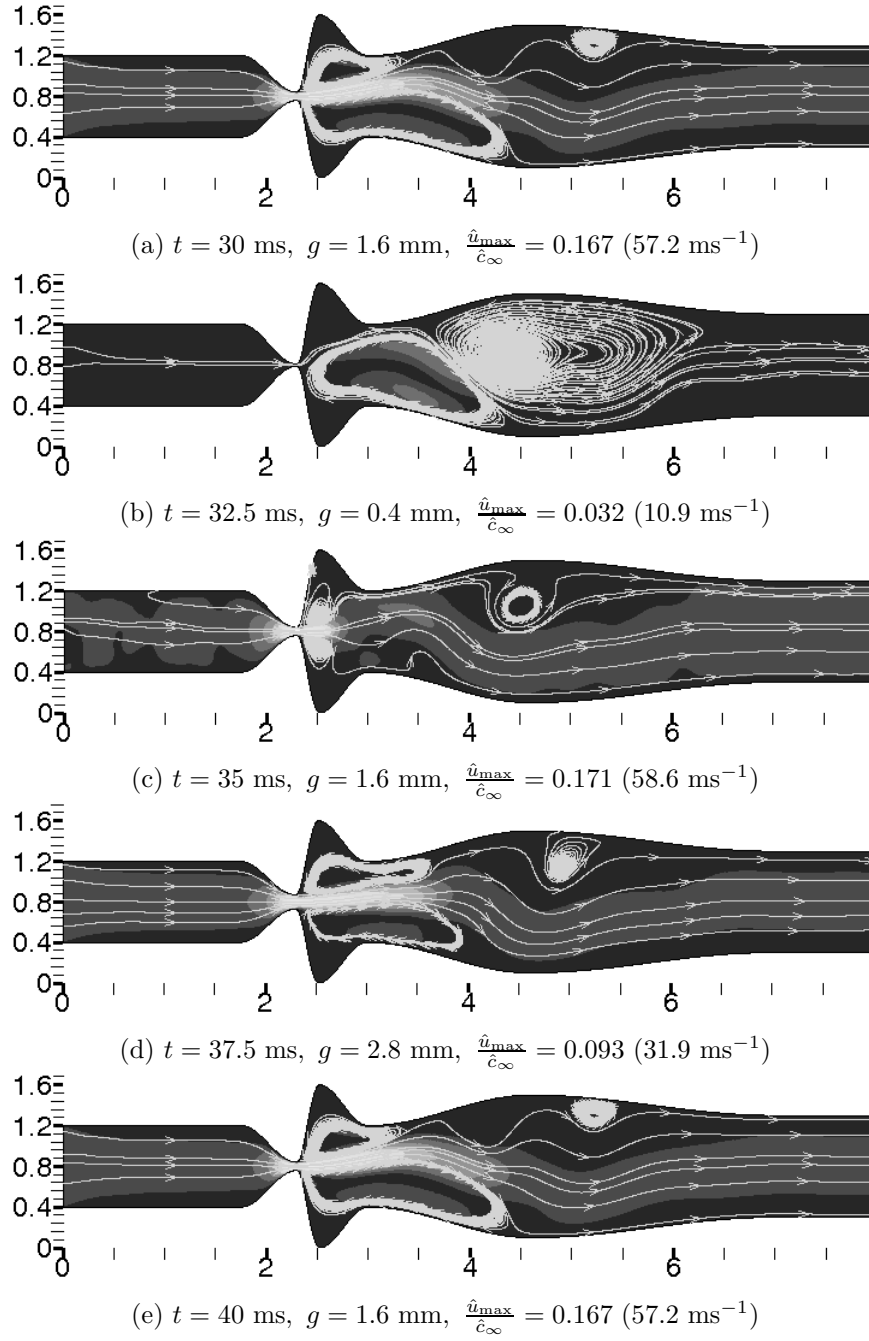 1.6
1.2
0.8
0.4
0
0 2 4 6
(a) t = 30 ms, g = 1.6 mm, û_max/ĉ_∞ = 0.167 (57.2 ms⁻¹)
1.6
1.2
0.8
0.4
0
0 2 4 6
(b) t = 32.5 ms, g = 0.4 mm, û_max/ĉ_∞ = 0.032 (10.9 ms⁻¹)
1.6
1.2
0.8
0.4
0
0 2 4 6
(c) t = 35 ms, g = 1.6 mm, û_max/ĉ_∞ = 0.171 (58.6 ms⁻¹)
1.6
1.2
0.8
0.4
0
0 2 4 6
(d) t = 37.5 ms, g = 2.8 mm, û_max/ĉ_∞ = 0.093 (31.9 ms⁻¹)
1.6
1.2
0.8
0.4
0
0 2 4 6
(e) t = 40 ms, g = 1.6 mm, û_max/ĉ_∞ = 0.167 (57.2 ms⁻¹)